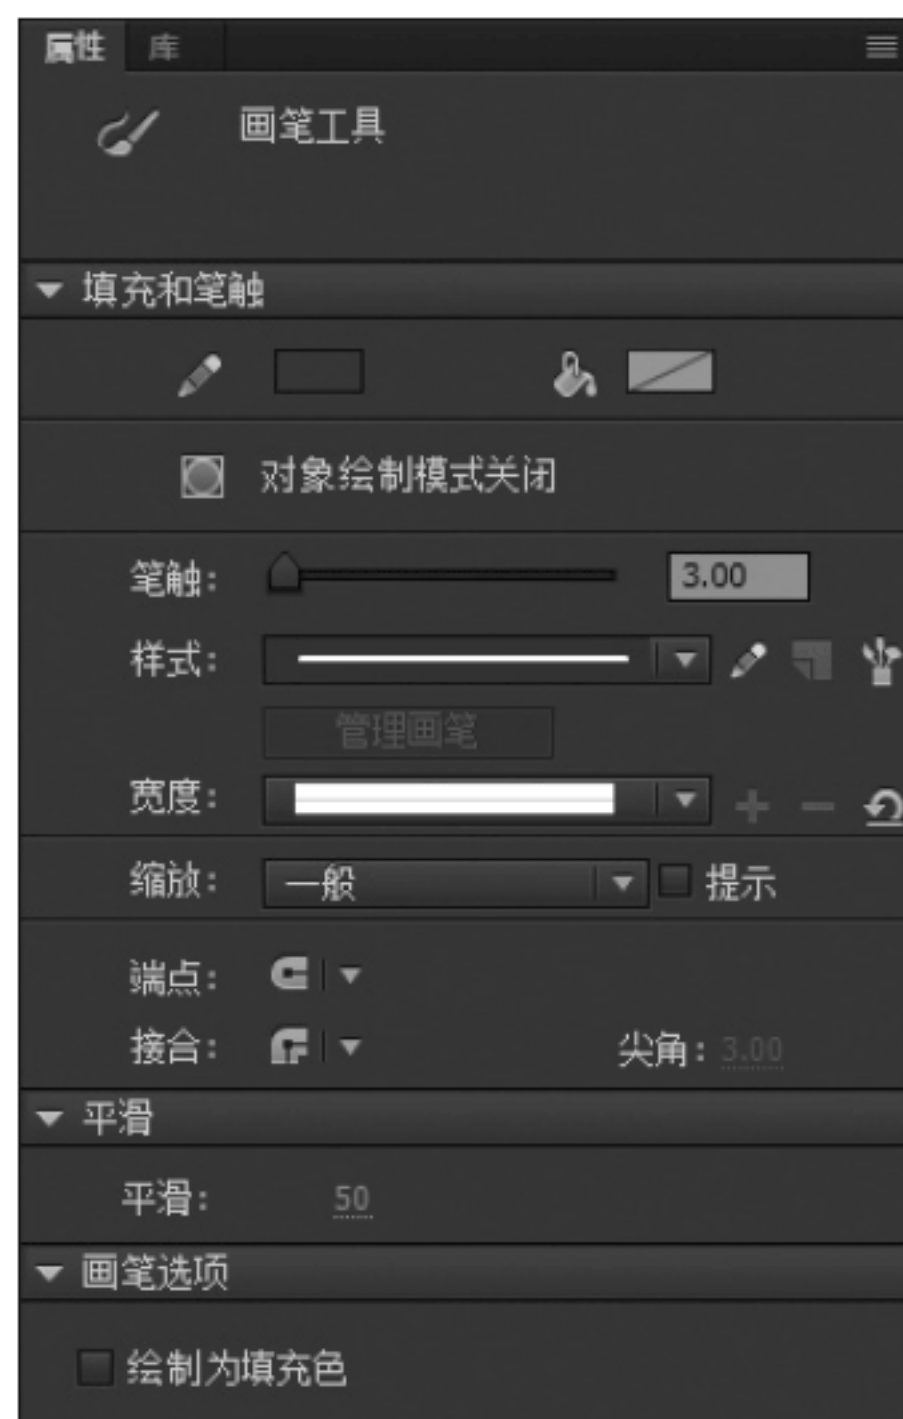 属性 库
画笔工具
填充和笔触
对象绘制模式关闭
笔触: 3.00
样式:
管理画笔
宽度:
缩放: 一般 提示
端点:
接合: 尖角: 3.00
平滑
平滑: 50
画笔选项
绘制为填充色